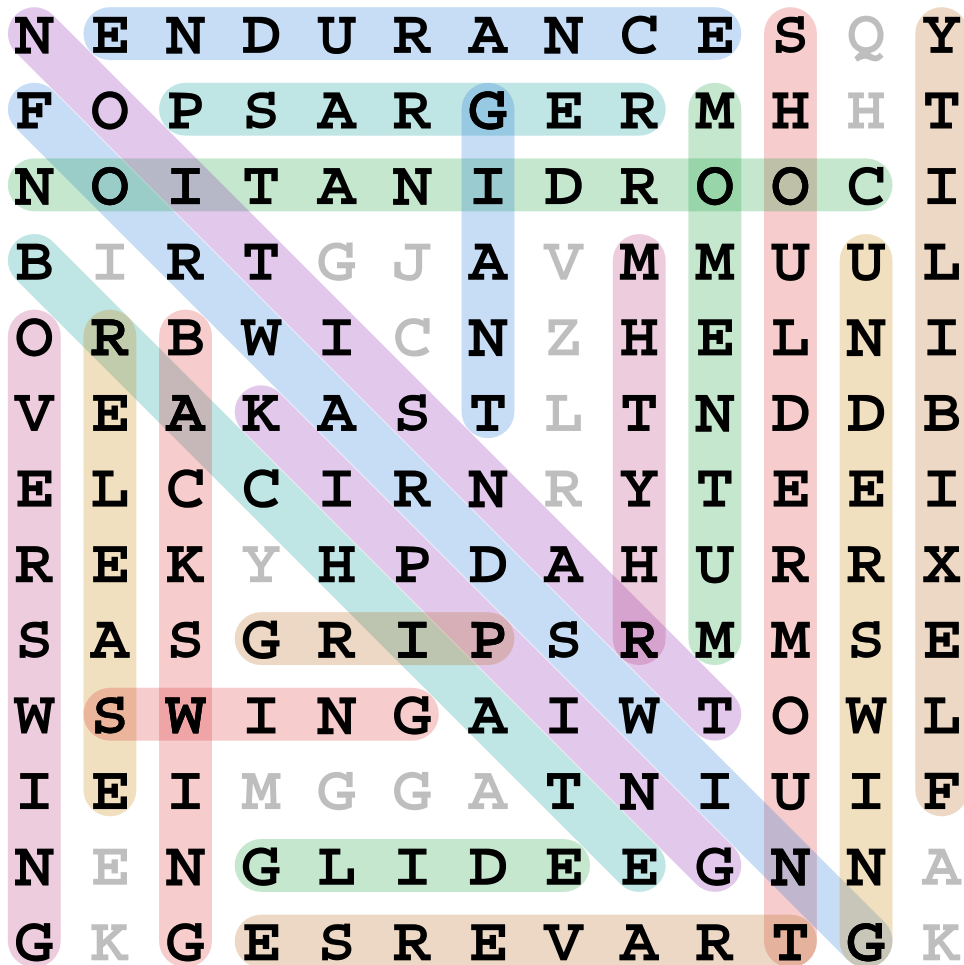 N E N D U R A N C E S Q Y
F O P S A R G E R M H H T
N O I T A N I D R O O C I
B I R T G J A V M M U U L
O R B W I C N Z H E L N I
V E A K A S T L T N D D B
E L C C I R N R Y T E E I
R E K Y H P D A H U R R X
S A S G R I P S R M M S E
W S W I N G A I W T O W L
I E I M G G A T N I U I F
N E N G L I D E E G N N A
G K G E S R E V A R T G K